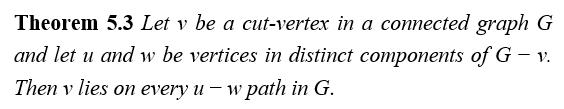 Theorem 5.3 Let v be a cut-vertex in a connected graph G
and let u and w be vertices in distinct components of G − v.
Then v lies on every u − w path in G.